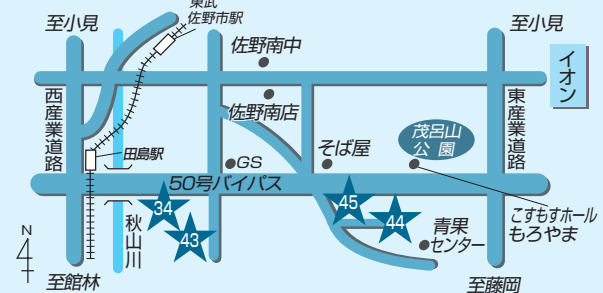 東武
佐野市駅
至小見
至小見
佐野南中
イオン
佐野南店
西産業道路
東産業道路
田島駅
GS
そば屋
茂呂山
公園
50号バイパス
34
45
44
43
秋山川
青果
センター
こすもすホール
もろやま
N
至館林
至藤岡